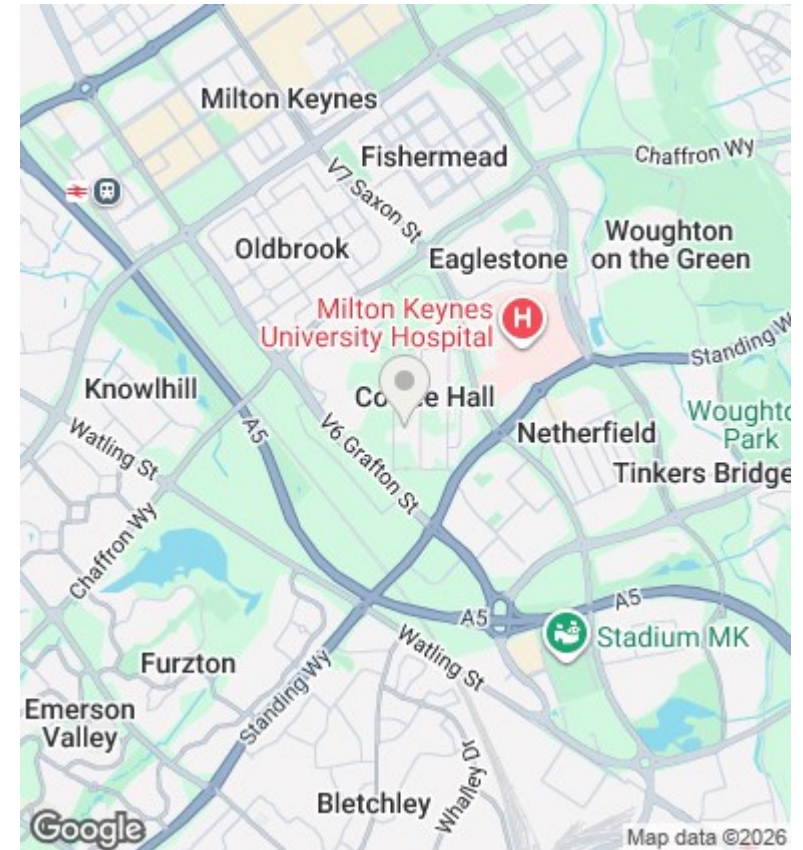 Milton Keynes
Fishermead
Chaffron Wy
V7 Saxon St
Oldbrook
Eaglestone
Woughton
on the Green
Milton Keynes
University Hospital
H
Standing W
Knowlhill
Hall
Watling St
A5
V6 Grafton St
Netherfield
Park
Tinkers Bridge
Chaffron Wy
A5
A5
Stadium MK
Watling St
Furzton
Standing Wy
Emerson
Valley
Whalley Dr
Bletchley
Google
Map data ©2026